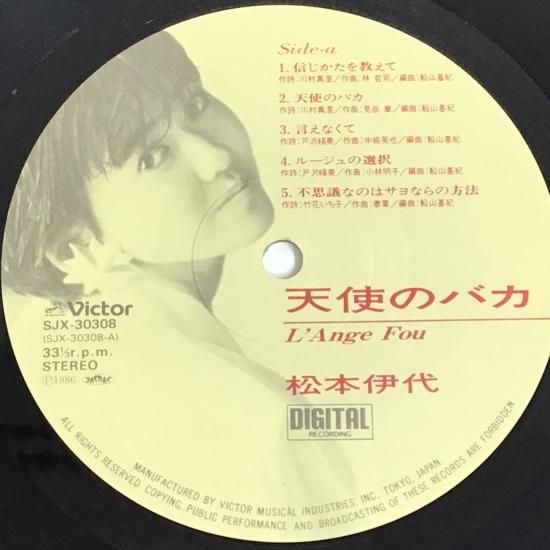 Side-a
1. 信じかたを教えて
作詩:川村真澄/作曲:林 哲司/編曲:船山基紀
2. 天使のバカ
作詩:川村真澄/作曲:見岳 章/編曲:船山基紀
3. 言えなくて
作詩:戸沢暢美/作曲:中崎英也/編曲:船山基紀
4. ルージュの選択
作詩:戸沢暢美/作曲:小林明子/編曲:船山基紀
5. 不思議なのはサヨならの方法
作詩:竹花いち子/作曲:泰葉/編曲:船山基紀
Victor
SJX-30308
(SJX-30308-A)
33⅓r.p.m.
STEREO
Ⓟ1986
天使のバカ
L'Ange Fou
松本伊代
DIGITAL
RECORDING
MANUFACTURED BY VICTOR MUSICAL INDUSTRIES, INC., TOKYO, JAPAN
ALL RIGHTS RESERVED COPYING, PUBLIC PERFORMANCE AND BROADCASTING OF THESE RECORDS ARE FORBIDDEN.